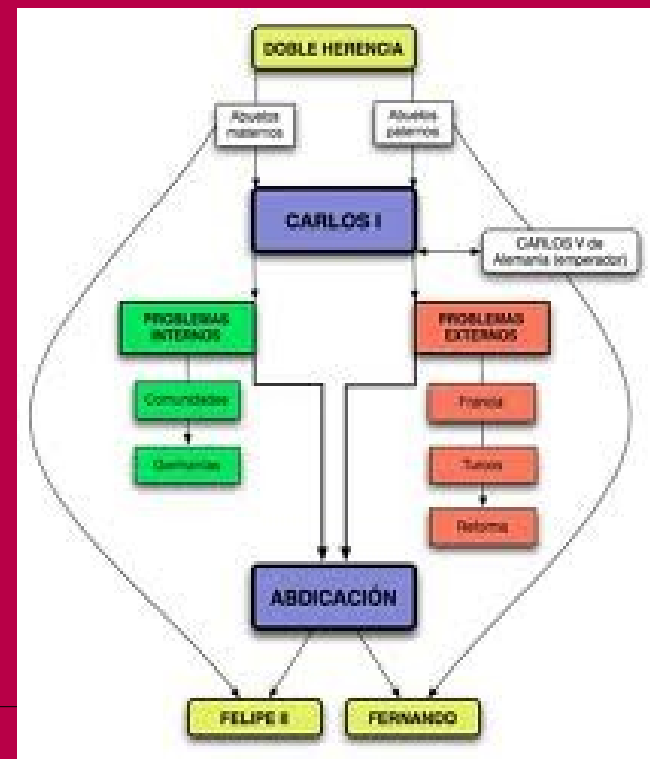 DOBLE HERENCIA
Abuelos
maternos
Abuelos
paternos
CARLOS I
CARLOS V de
Alemania (emperador)
PROBLEMAS
INTERNOS
PROBLEMAS
EXTERNOS
Comunidades
Francia
Germanías
Turcos
Reforma
ABDICACIÓN
FELIPE II
FERNANDO